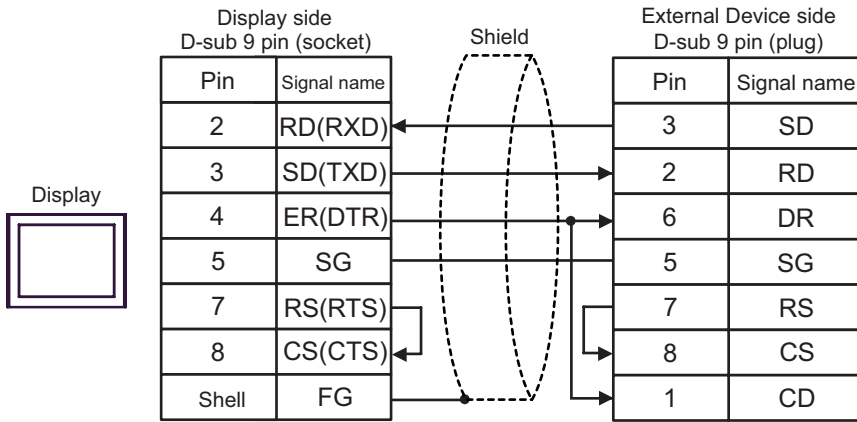 Display side
D-sub 9 pin (socket)
Shield
External Device side
D-sub 9 pin (plug)
Display
Pin Signal name
2 RD(RXD)
3 SD(TXD)
4 ER(DTR)
5 SG
7 RS(RTS)
8 CS(CTS)
Shell FG
Pin Signal name
3 SD
2 RD
6 DR
5 SG
7 RS
8 CS
1 CD